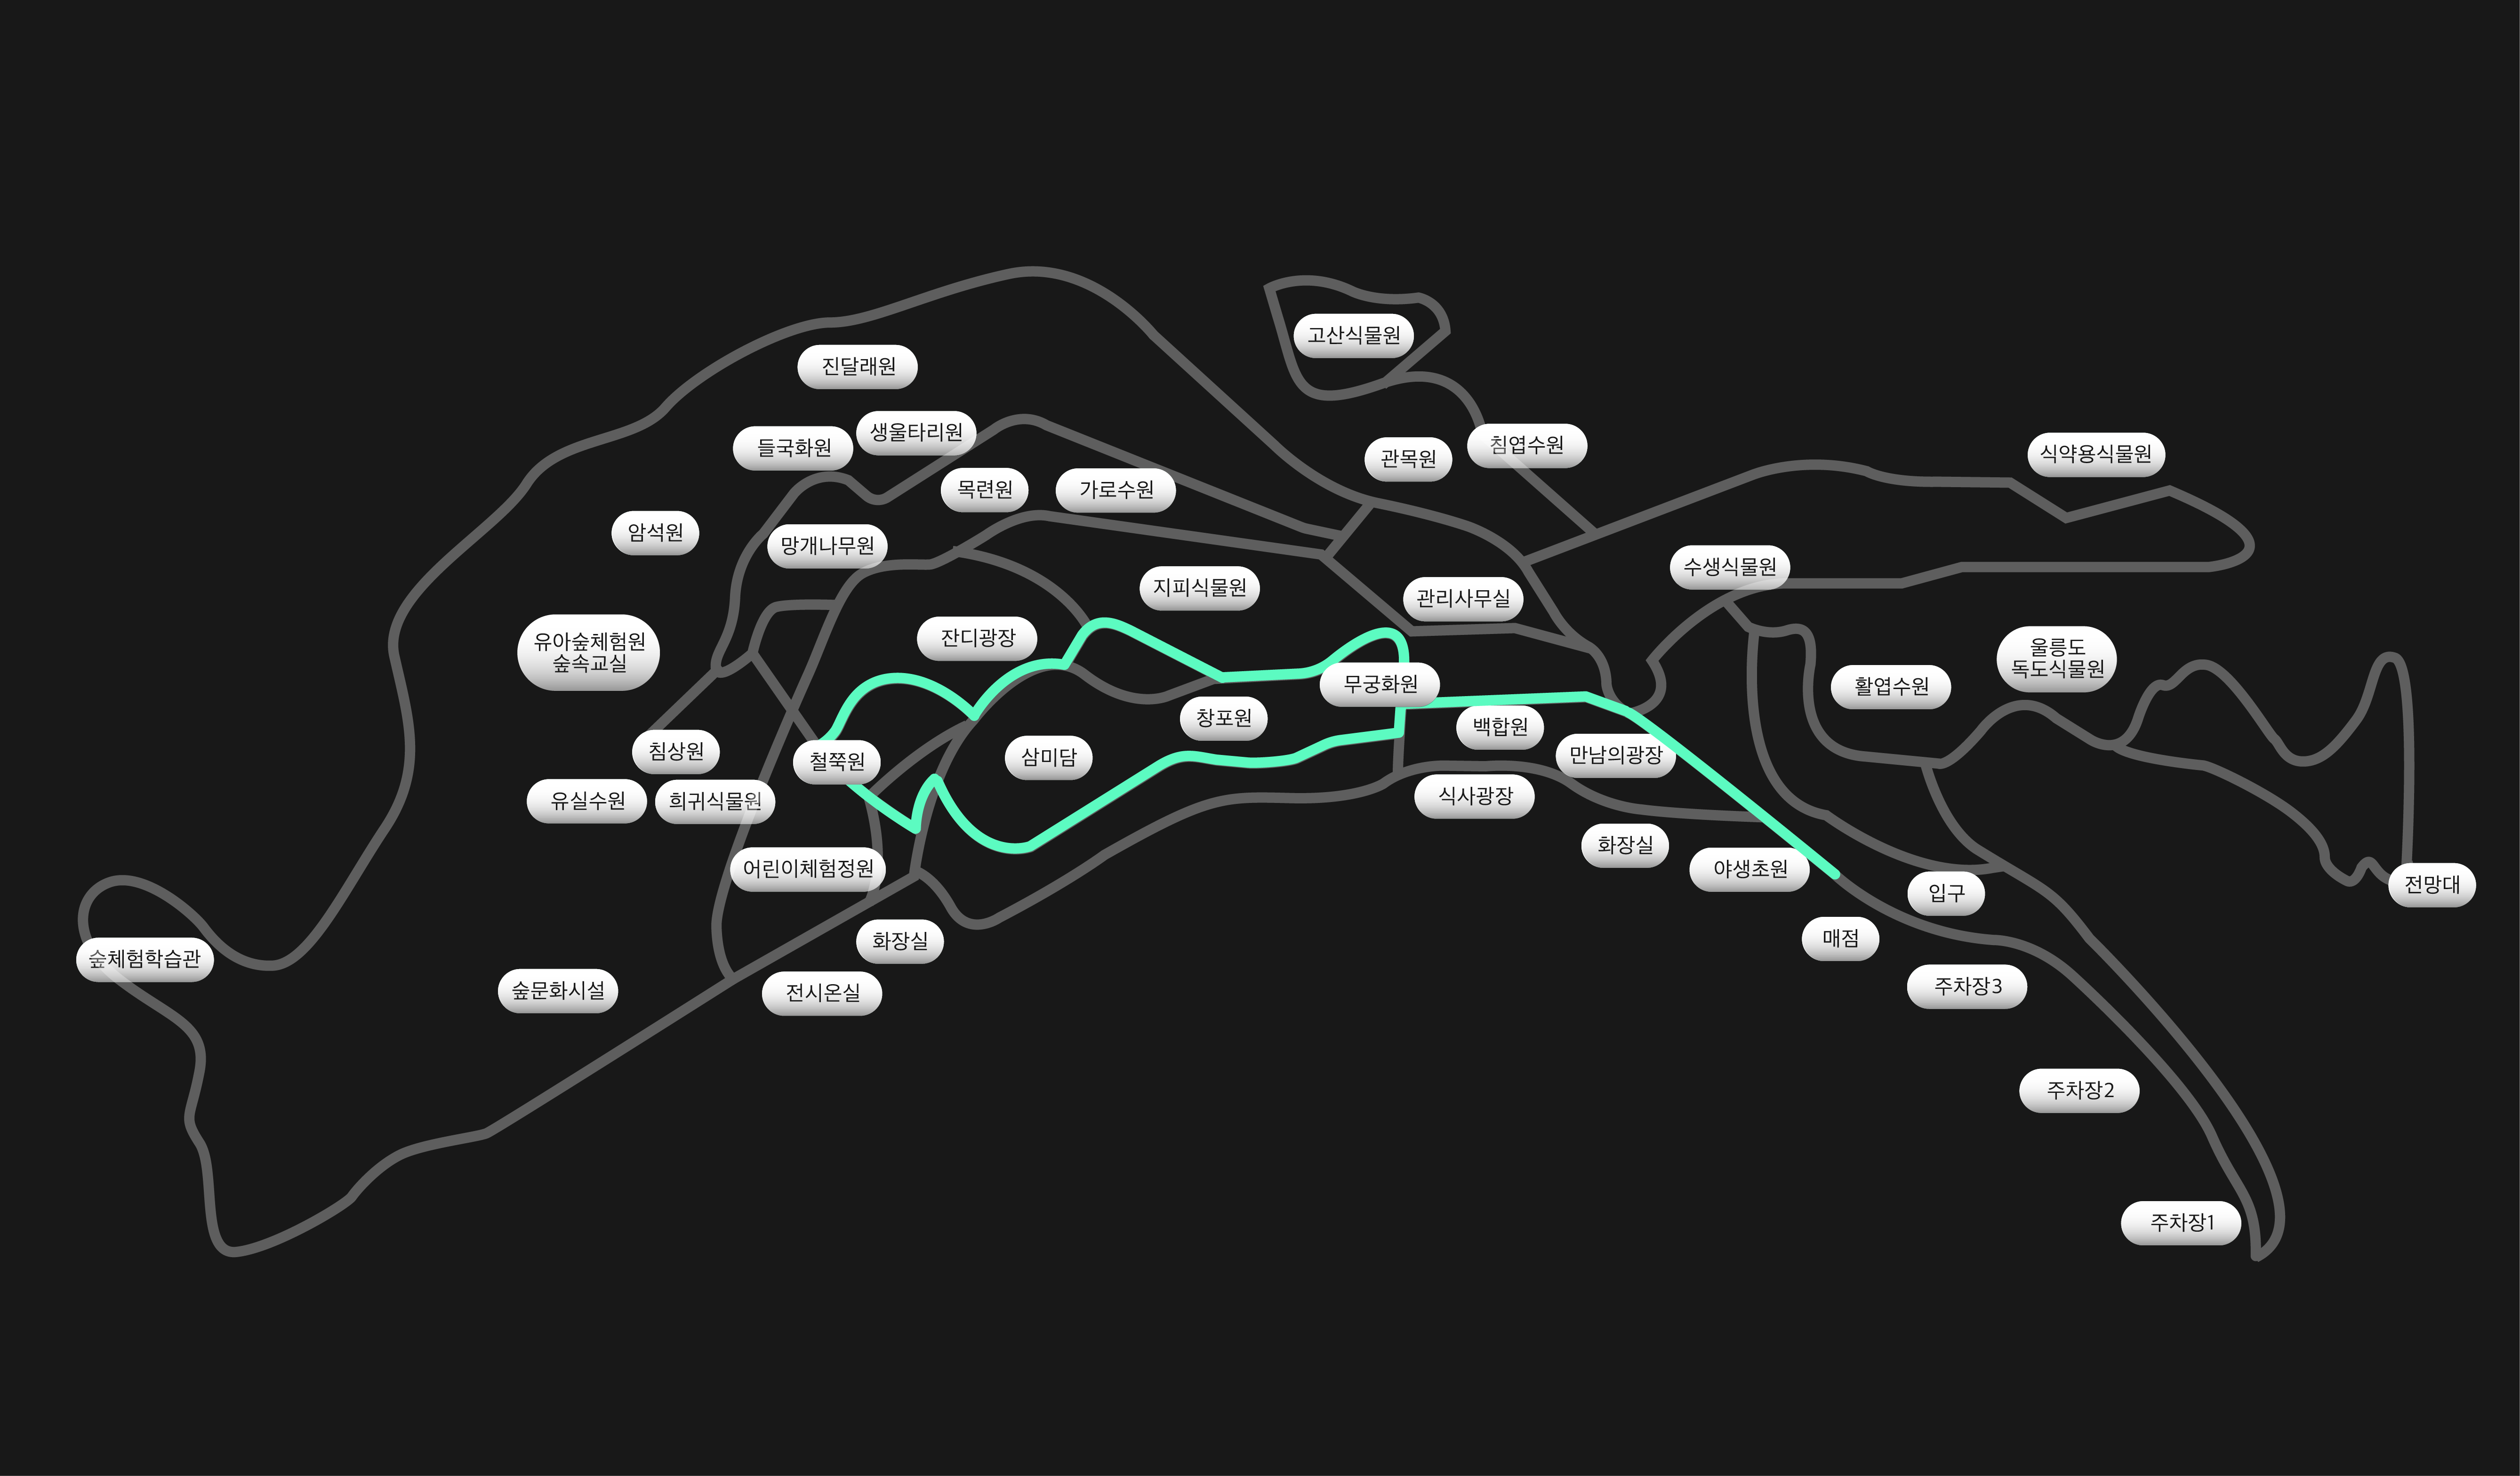 고산식물원
진달래원
생울타리원
들국화원
관목원
침엽수원
식약용식물원
목련원
가로수원
암석원
망개나무원
수생식물원
지피식물원
관리사무실
유아숲체험원
숲속교실
잔디광장
울릉도
독도식물원
무궁화원
활엽수원
창포원
백합원
침상원
철쭉원
삼미담
만남의광장
유실수원
희귀식물원
식사광장
화장실
어린이체험정원
야생초원
입구
전망대
화장실
매점
숲체험학습관
숲문화시설
전시온실
주차장3
주차장2
주차장1